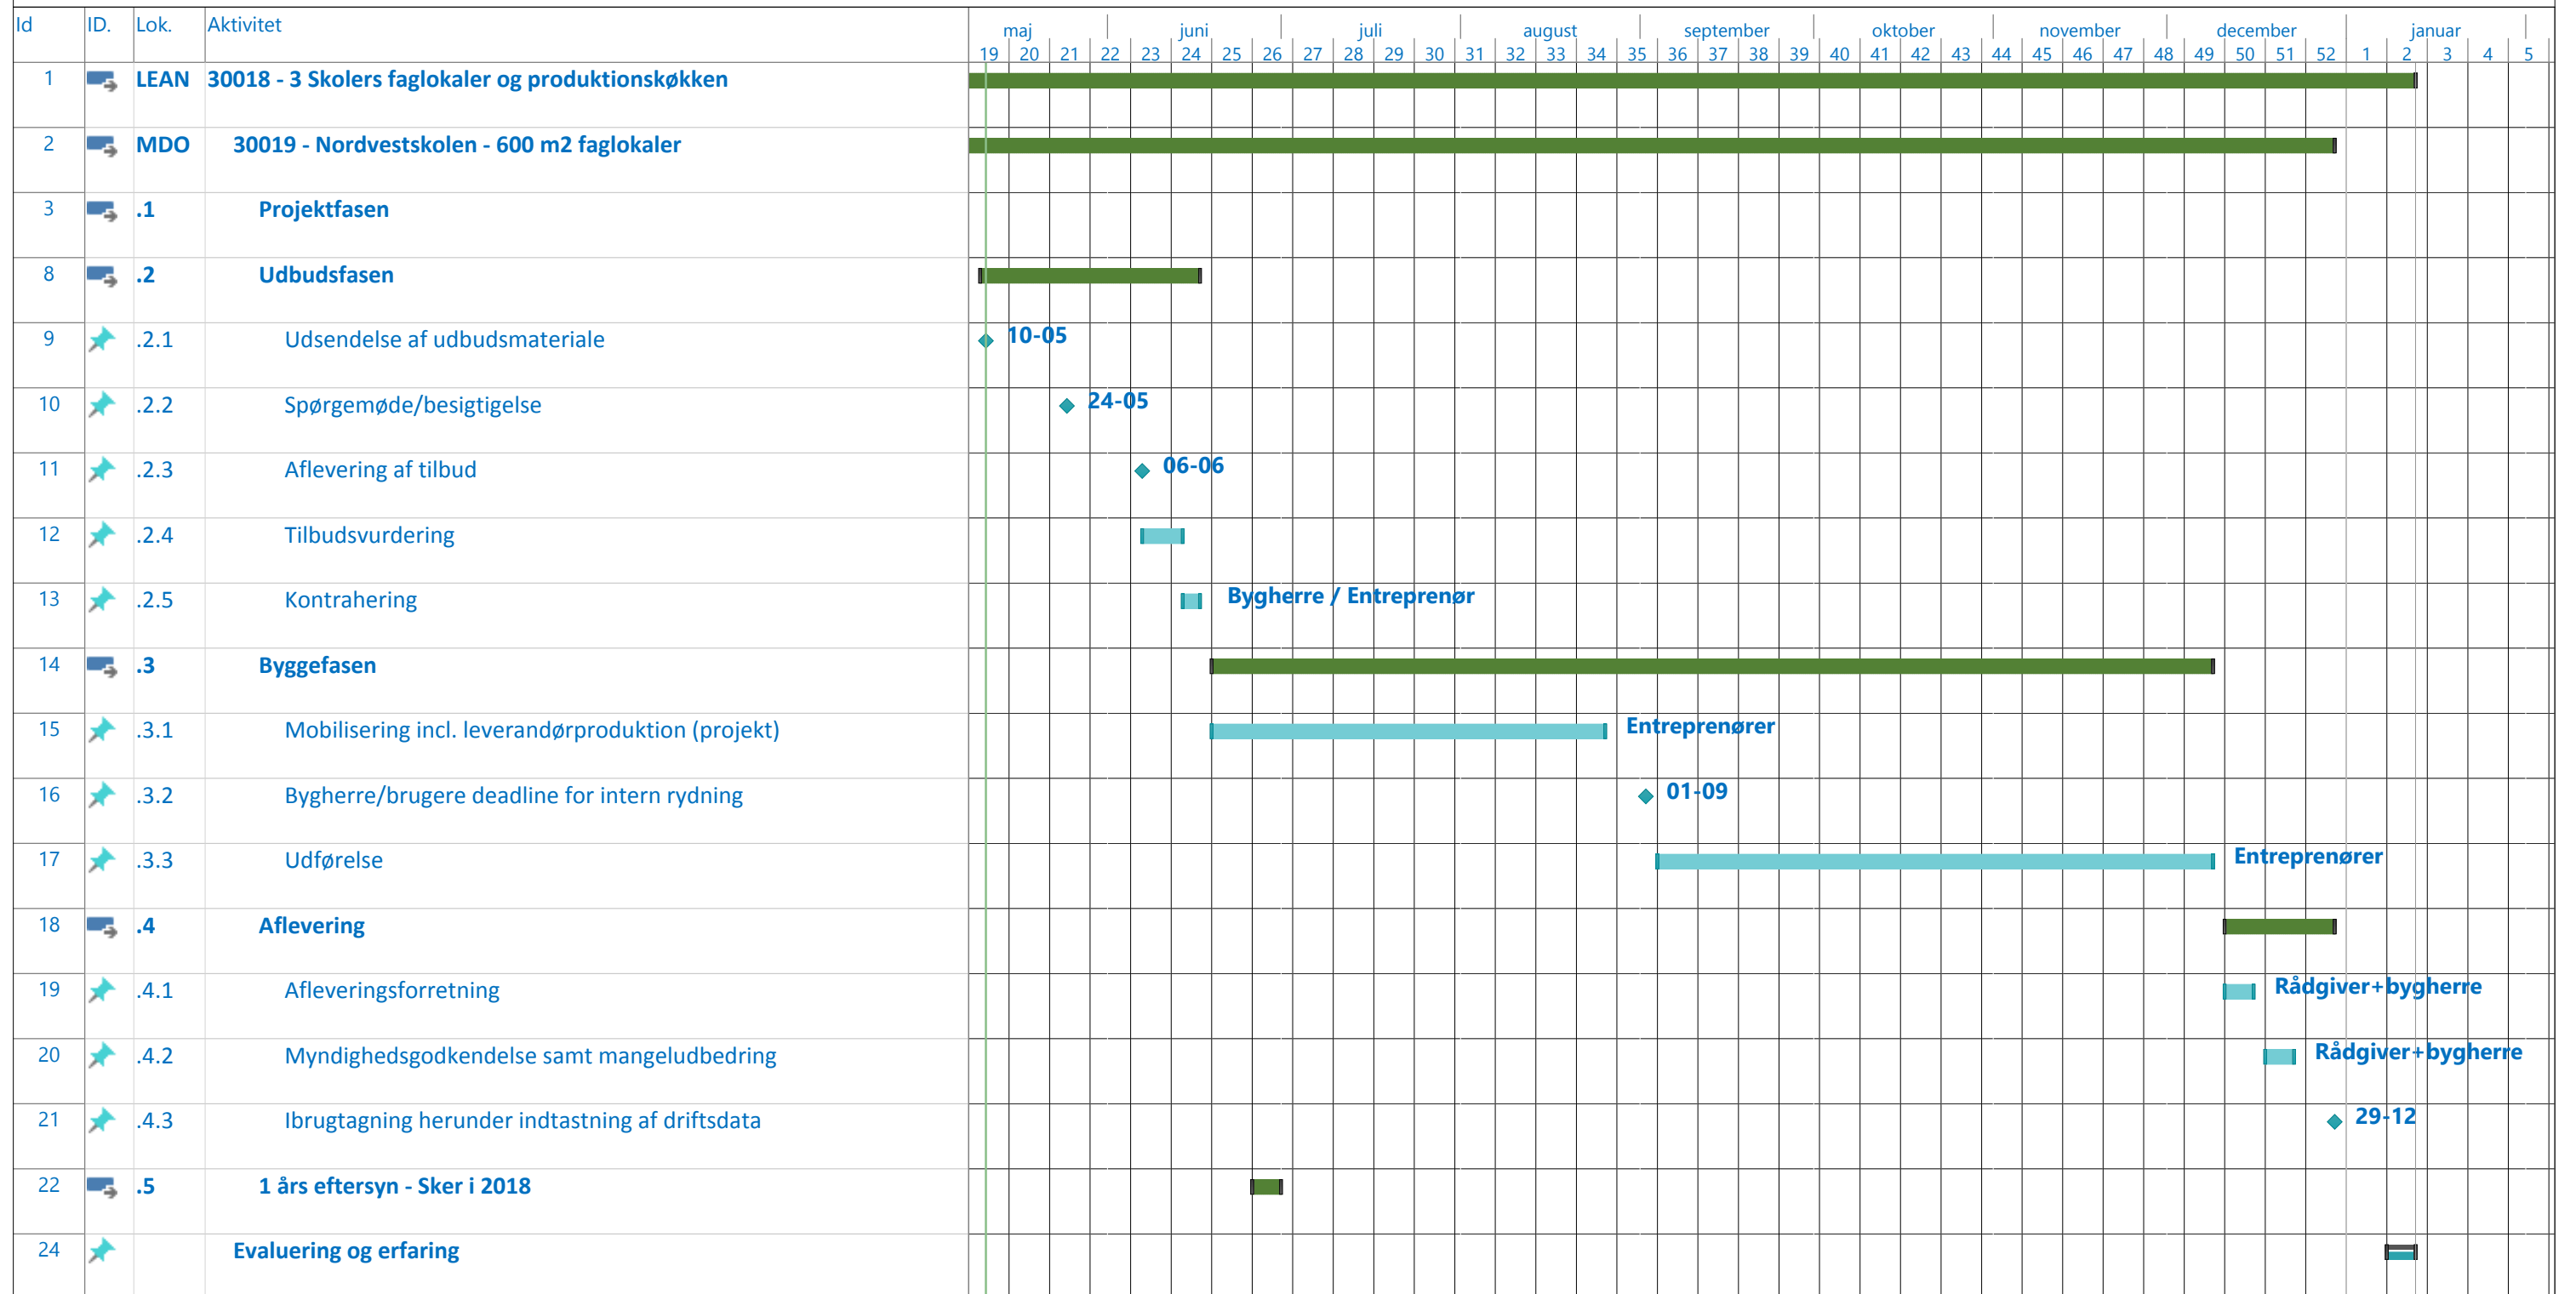 Id ID. Lok. Aktivitet
maj juni juli august september oktober november december januar
19 20 21 22 23 24 25 26 27 28 29 30 31 32 33 34 35 36 37 38 39 40 41 42 43 44 45 46 47 48 49 50 51 52 1 2 3 4 5
1 LEAN 30018 - 3 Skolers faglokaler og produktionskøkken
2 MDO 30019 - Nordvestskolen - 600 m2 faglokaler
3 .1 Projektfasen
8 .2 Udbudsfasen
9 .2.1 Udsendelse af udbudsmateriale 10-05
10 .2.2 Spørgemøde/besigtigelse 24-05
11 .2.3 Aflevering af tilbud 06-06
12 .2.4 Tilbudsvurdering
13 .2.5 Kontrahering Bygherre / Entreprenør
14 .3 Byggefasen
15 .3.1 Mobilisering incl. leverandørproduktion (projekt) Entreprenører
16 .3.2 Bygherre/brugere deadline for intern rydning 01-09
17 .3.3 Udførelse Entreprenører
18 .4 Aflevering
19 .4.1 Afleveringsforretning Rådgiver+bygherre
20 .4.2 Myndighedsgodkendelse samt mangeludbedring Rådgiver+bygherre
21 .4.3 Ibrugtagning herunder indtastning af driftsdata 29-12
22 .5 1 års eftersyn - Sker i 2018
24 Evaluering og erfaring